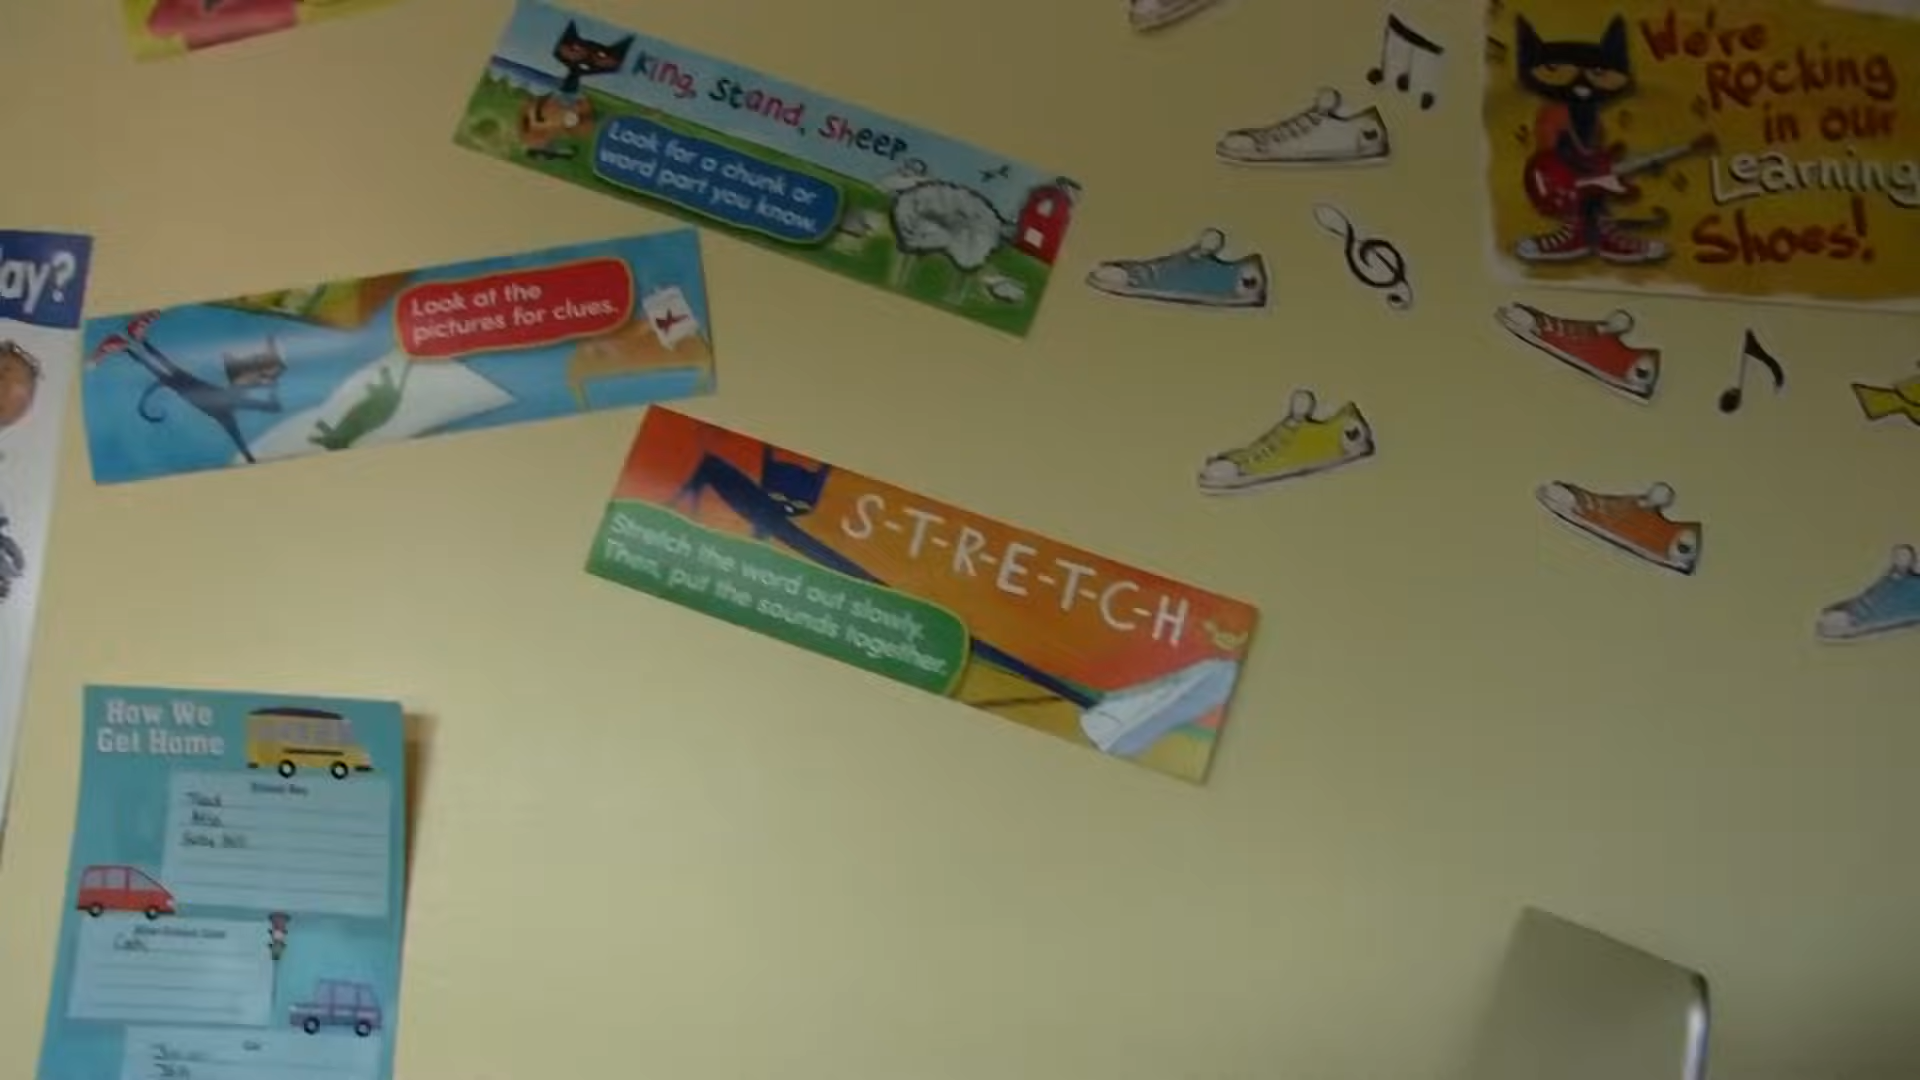 King, Stand, Sheep
Look for a chunk or
word part you know.
We're
Rocking
in our
Learning
Shoes!
ay?
Look at the
pictures for clues.
S-T-R-E-T-C-H
Stretch the word out slowly.
Then, put the sounds together.
How We
Get Home